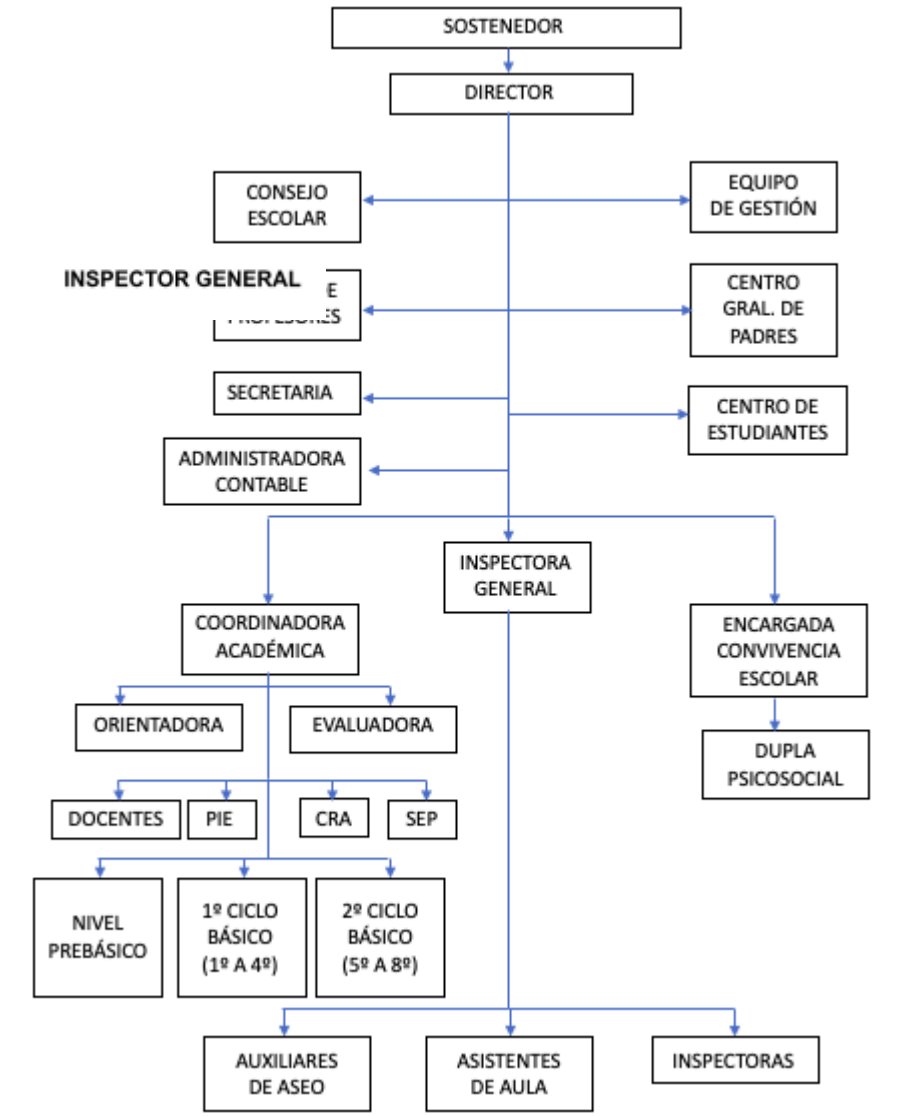 SOSTENEDOR
DIRECTOR
CONSEJO
ESCOLAR
EQUIPO
DE GESTIÓN
INSPECTOR GENERAL
E
PROFESORES
CENTRO
GRAL. DE
PADRES
SECRETARIA
CENTRO DE
ESTUDIANTES
ADMINISTRADORA
CONTABLE
INSPECTORA
GENERAL
COORDINADORA
ACADÉMICA
ENCARGADA
CONVIVENCIA
ESCOLAR
ORIENTADORA
EVALUADORA
DUPLA
PSICOSOCIAL
DOCENTES
PIE
CRA
SEP
NIVEL
PREBÁSICO
1º CICLO
BÁSICO
(1º A 4º)
2º CICLO
BÁSICO
(5º A 8º)
AUXILIARES
DE ASEO
ASISTENTES
DE AULA
INSPECTORAS